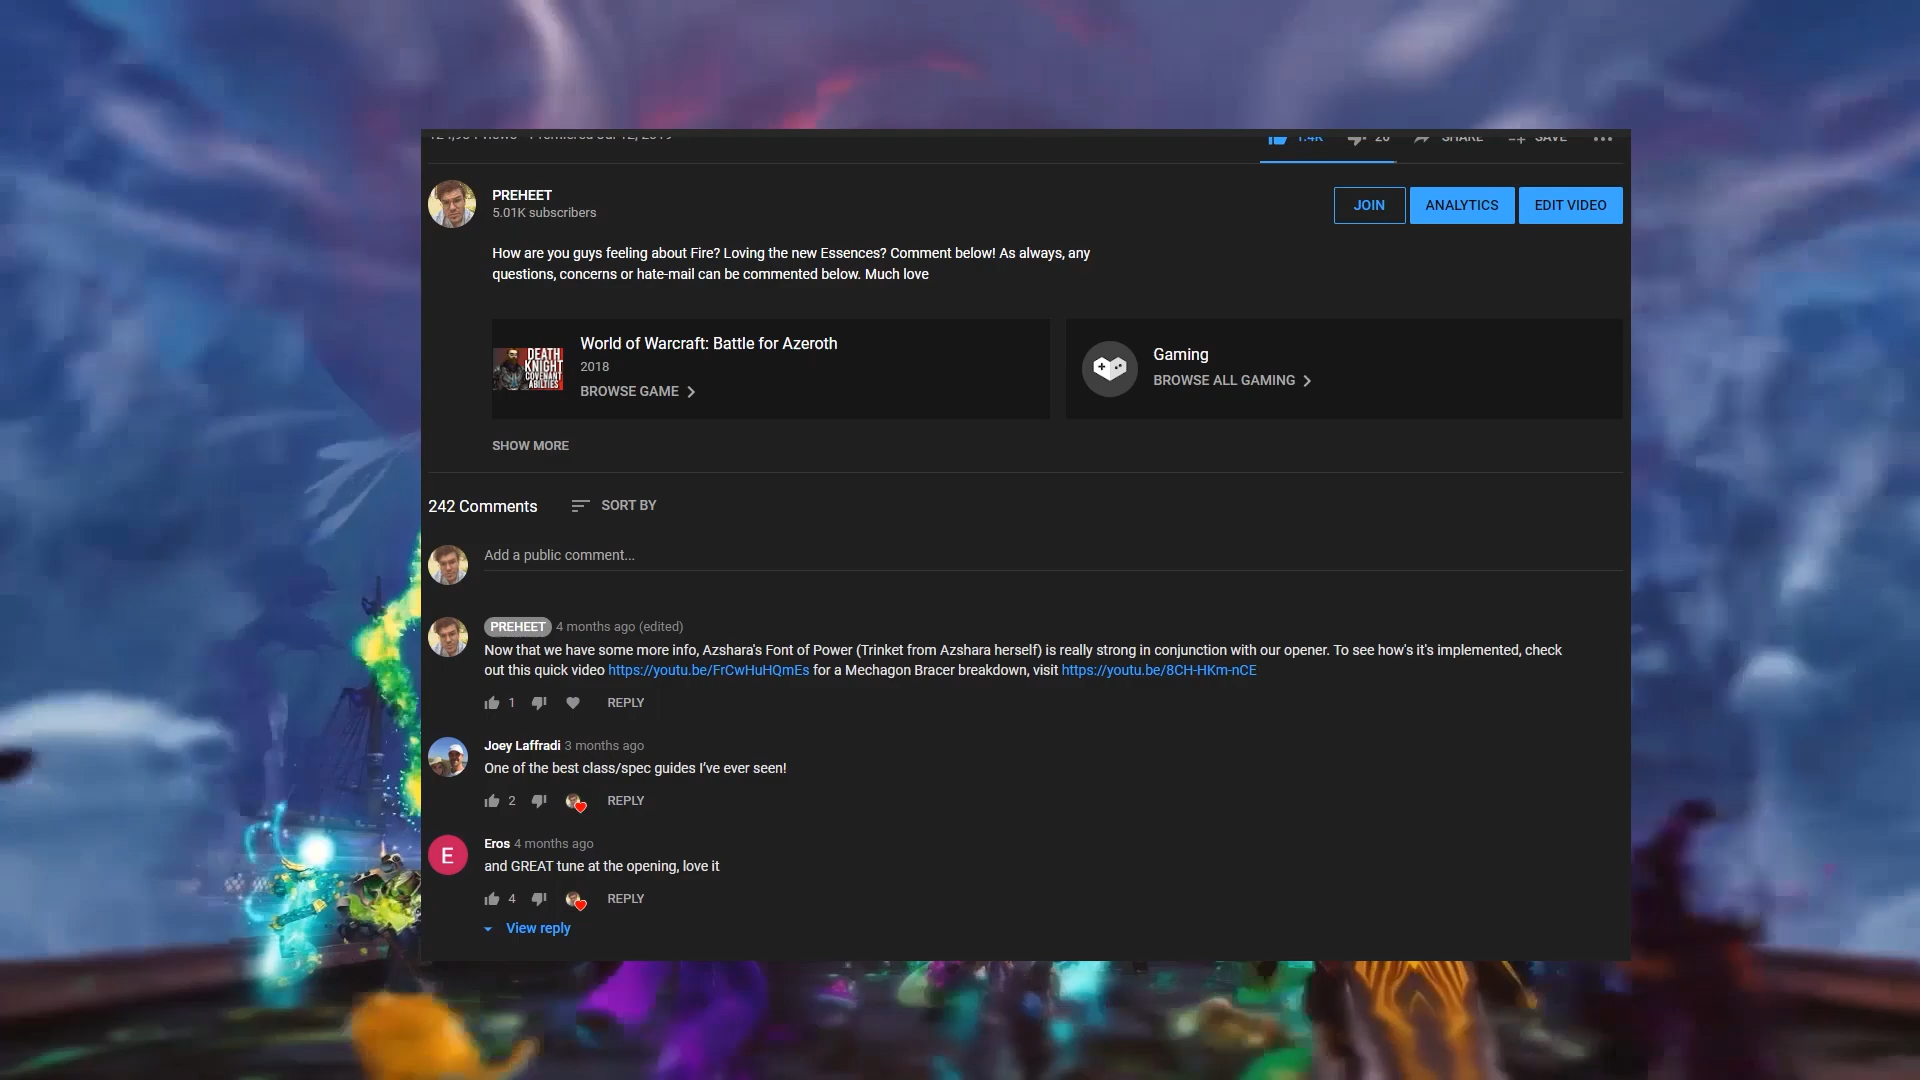 1.4K 26 SHARE SAVE
PREHEET
5.01K subscribers
JOIN ANALYTICS EDIT VIDEO
How are you guys feeling about Fire? Loving the new Essences? Comment below! As always, any
questions, concerns or hate-mail can be commented below. Much love
DEATH
KNIGHT
COVENANT
ABILTIES
World of Warcraft: Battle for Azeroth
2018
BROWSE GAME
Gaming
BROWSE ALL GAMING
SHOW MORE
242 Comments SORT BY
Add a public comment...
PREHEET 4 months ago (edited)
Now that we have some more info, Azshara's Font of Power (Trinket from Azshara herself) is really strong in conjunction with our opener. To see how's it's implemented, check
out this quick video https://youtu.be/FrCwHuHQmEs for a Mechagon Bracer breakdown, visit https://youtu.be/8CH-HKm-nCE
1 REPLY
Joey Laffradi 3 months ago
One of the best class/spec guides I've ever seen!
2 REPLY
E
Eros 4 months ago
and GREAT tune at the opening, love it
4 REPLY
View reply